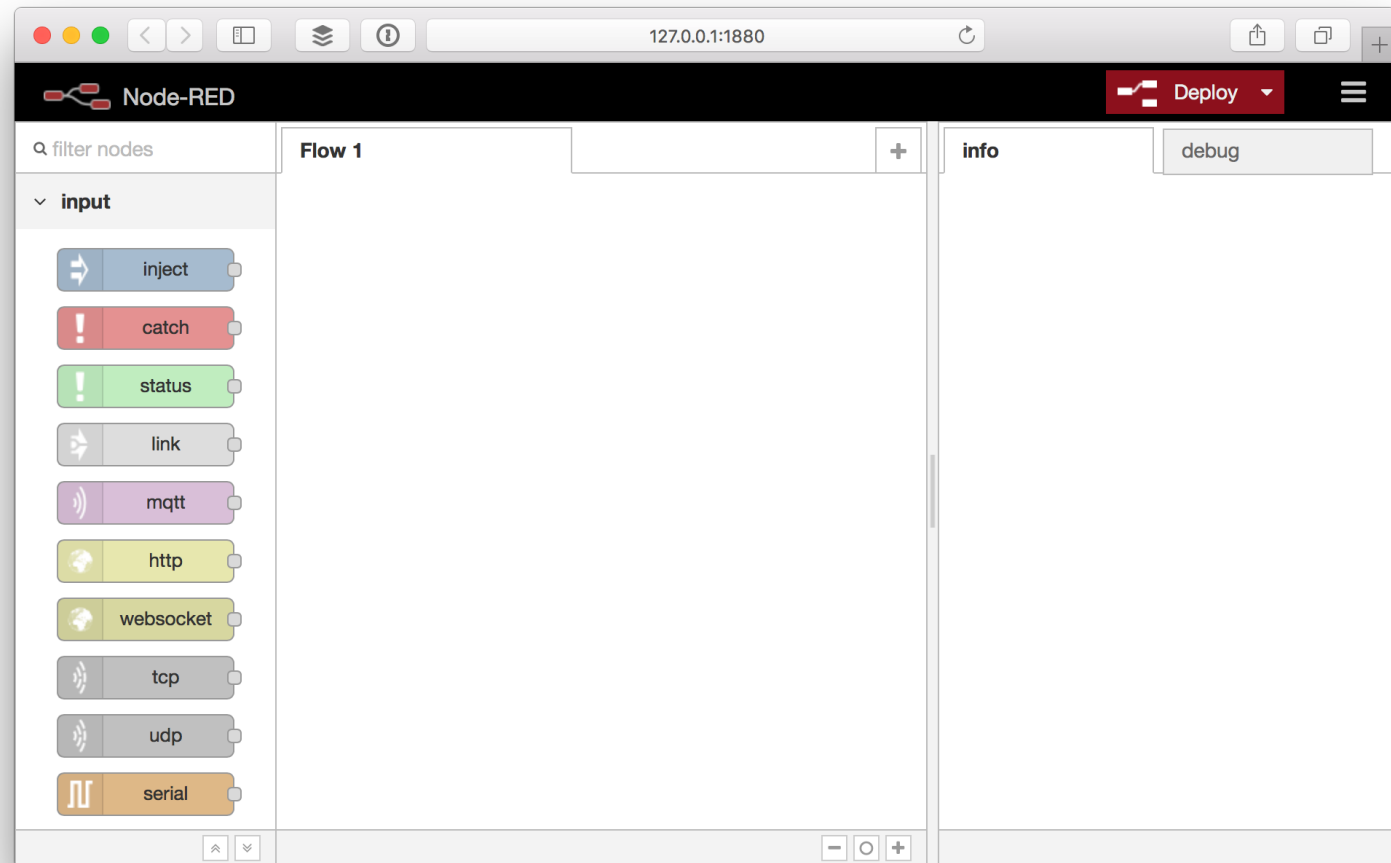 127.0.0.1:1880
Node-RED
Deploy
filter nodes
Flow 1
info
debug
input
inject
catch
status
link
mqtt
http
websocket
tcp
udp
serial